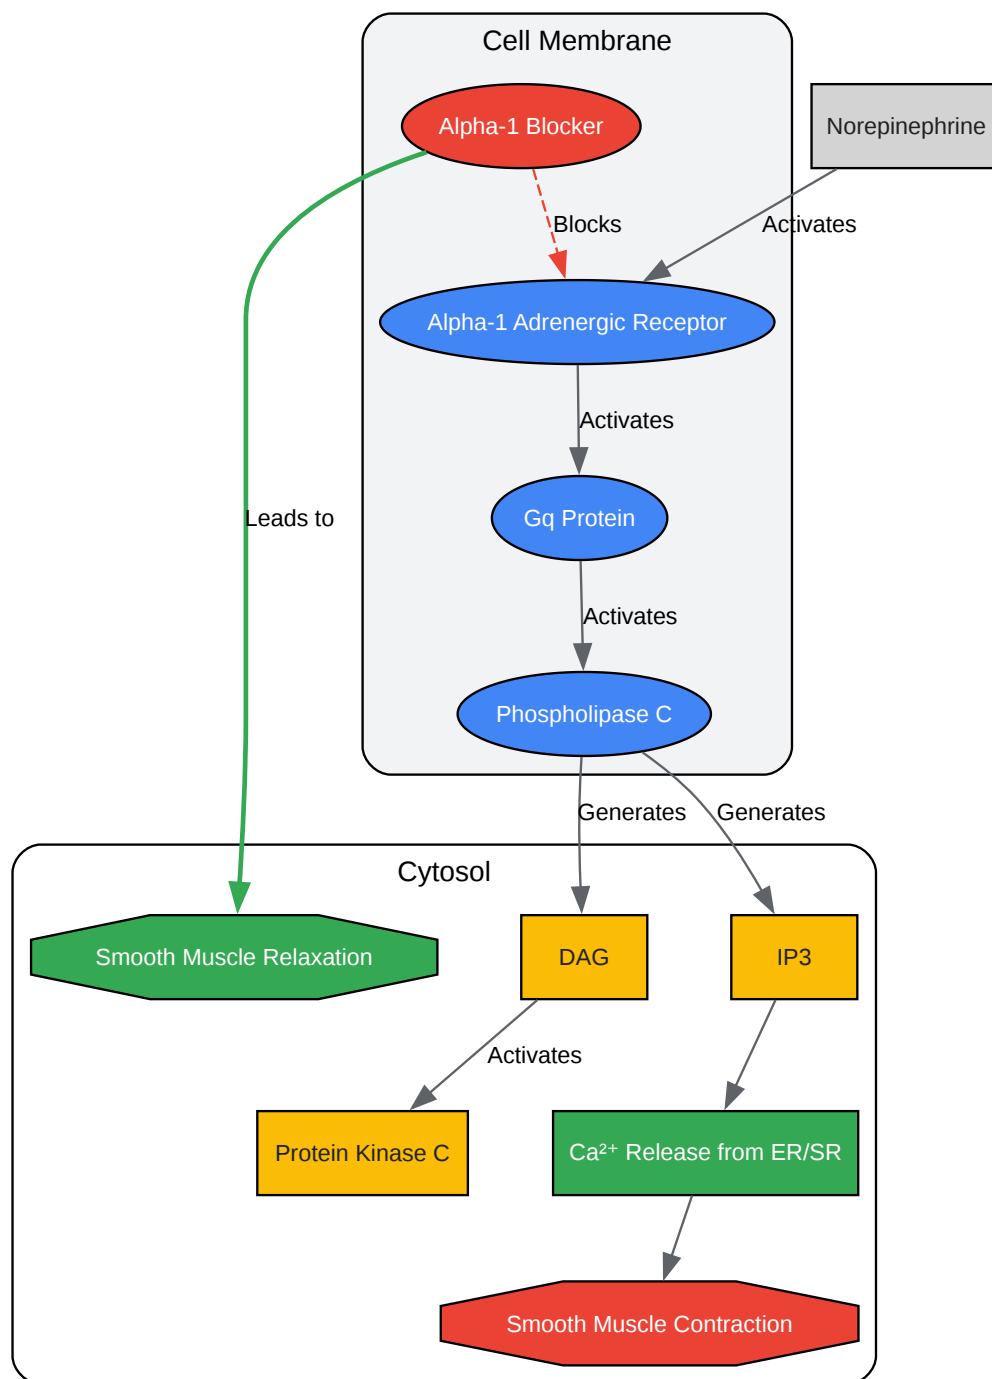 Cell Membrane
Alpha-1 Blocker
Norepinephrine
Blocks
Activates
Alpha-1 Adrenergic Receptor
Activates
Gq Protein
Leads to
Activates
Phospholipase C
Generates
Generates
Cytosol
Smooth Muscle Relaxation
DAG
IP3
Activates
Protein Kinase C
Ca²⁺ Release from ER/SR
Smooth Muscle Contraction